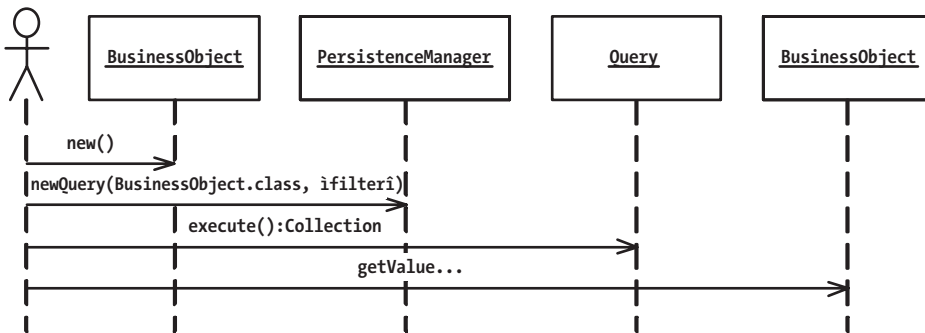 BusinessObject
PersistenceManager
Query
BusinessObject
new()
newQuery(BusinessObject.class, ìfilterî)
execute():Collection
getValue...